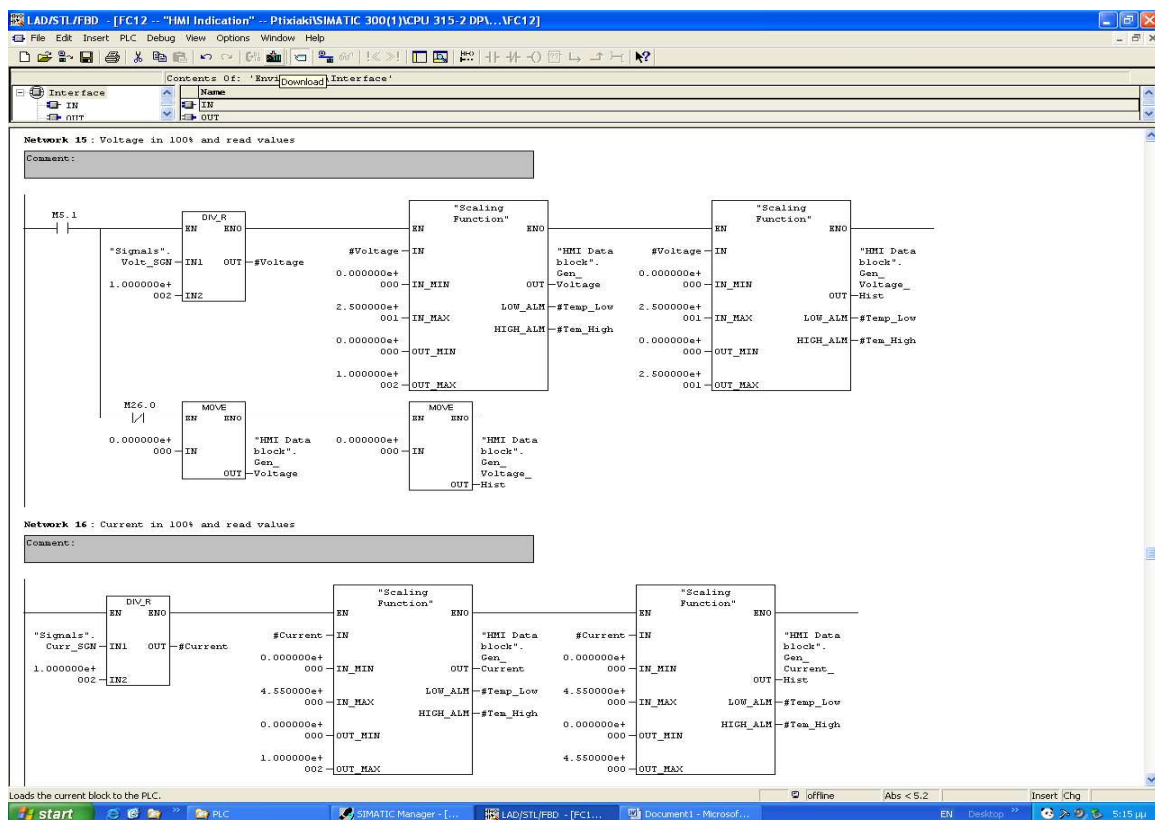 LAD/STL/FBD - [FC12 -- "HMI Indication" -- Ptixiaki\SIMATIC 300(1)\CPU 315-2 DP\...\FC12]
File Edit Insert PLC Debug View Options Window Help
Contents Of: 'Envi Download \Interface'
Interface
IN
OUT
Name
IN
OUT
Network 15 : Voltage in 100% and read values
Comment:
M5.1
DIV_R
EN ENO
"Signals".
Volt_SGN IN1 OUT #Voltage
1.000000e+
002 IN2
"Scaling
Function"
EN ENO
#Voltage IN
0.000000e+
000 IN_MIN
2.500000e+
001 IN_MAX
0.000000e+
000 OUT_MIN
1.000000e+
002 OUT_MAX
"HMI Data
block".
Gen_
OUT Voltage
LOW_ALM #Temp_Low
HIGH_ALM #Tem_High
"Scaling
Function"
EN ENO
#Voltage IN
0.000000e+
000 IN_MIN
2.500000e+
001 IN_MAX
0.000000e+
000 OUT_MIN
2.500000e+
001 OUT_MAX
"HMI Data
block".
Gen_
Voltage_
OUT Hist
LOW_ALM #Temp_Low
HIGH_ALM #Tem_High
M26.0
MOVE
EN ENO
0.000000e+
000 IN
"HMI Data
block".
Gen_
OUT Voltage
MOVE
EN ENO
0.000000e+
000 IN
"HMI Data
block".
Gen_
Voltage_
OUT Hist
Network 16 : Current in 100% and read values
Comment:
DIV_R
EN ENO
"Signals".
Curr_SGN IN1 OUT #Current
1.000000e+
002 IN2
"Scaling
Function"
EN ENO
#Current IN
0.000000e+
000 IN_MIN
4.550000e+
000 IN_MAX
0.000000e+
000 OUT_MIN
1.000000e+
002 OUT_MAX
"HMI Data
block".
Gen_
OUT Current
LOW_ALM #Temp_Low
HIGH_ALM #Tem_High
"Scaling
Function"
EN ENO
#Current IN
0.000000e+
000 IN_MIN
4.550000e+
000 IN_MAX
0.000000e+
000 OUT_MIN
4.550000e+
000 OUT_MAX
"HMI Data
block".
Gen_
Current_
OUT Hist
LOW_ALM #Temp_Low
HIGH_ALM #Tem_High
Loads the current block to the PLC.
offline Abs < 5.2 Insert Chg
start PLC SIMATIC Manager - [... LAD/STL/FBD - [FC1... Document1 - Microsof... EN Desktop 5:15 μμ